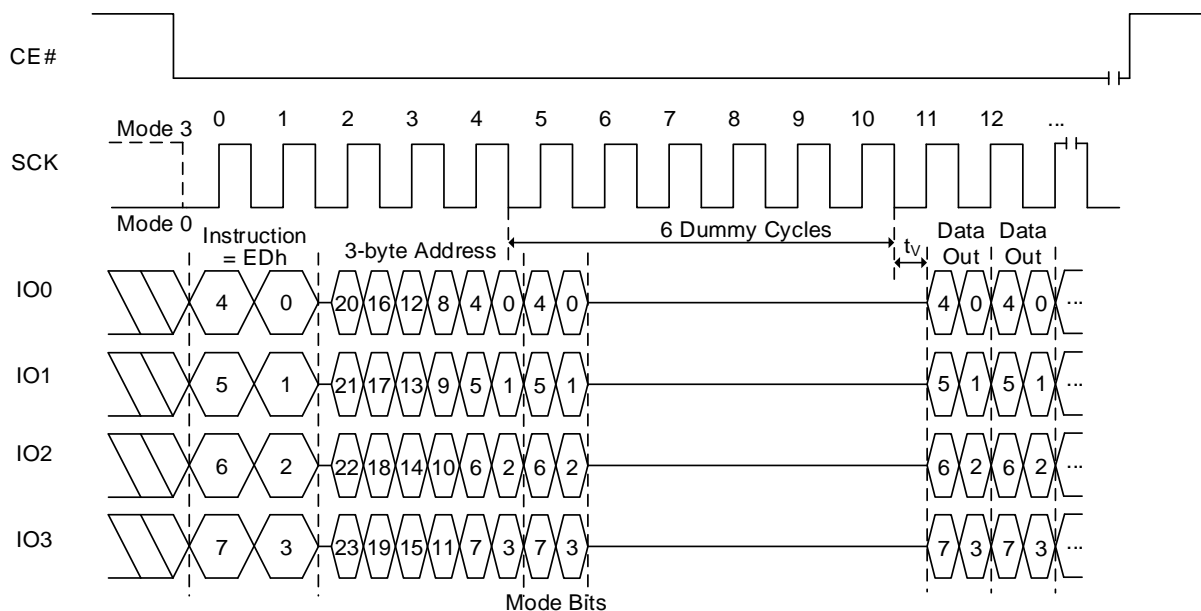 CE#
0 1 2 3 4 5 6 7 8 9 10 11 12 ...
Mode 3
SCK
Mode 0
Instruction
= EDh
3-byte Address
6 Dummy Cycles
tV
Data
Out
Data
Out
IO0 4 0 20 16 12 8 4 0 4 0 4 0 4 0 ...
IO1 5 1 21 17 13 9 5 1 5 1 5 1 5 1 ...
IO2 6 2 22 18 14 10 6 2 6 2 6 2 6 2 ...
IO3 7 3 23 19 15 11 7 3 7 3 7 3 7 3 ...
Mode Bits